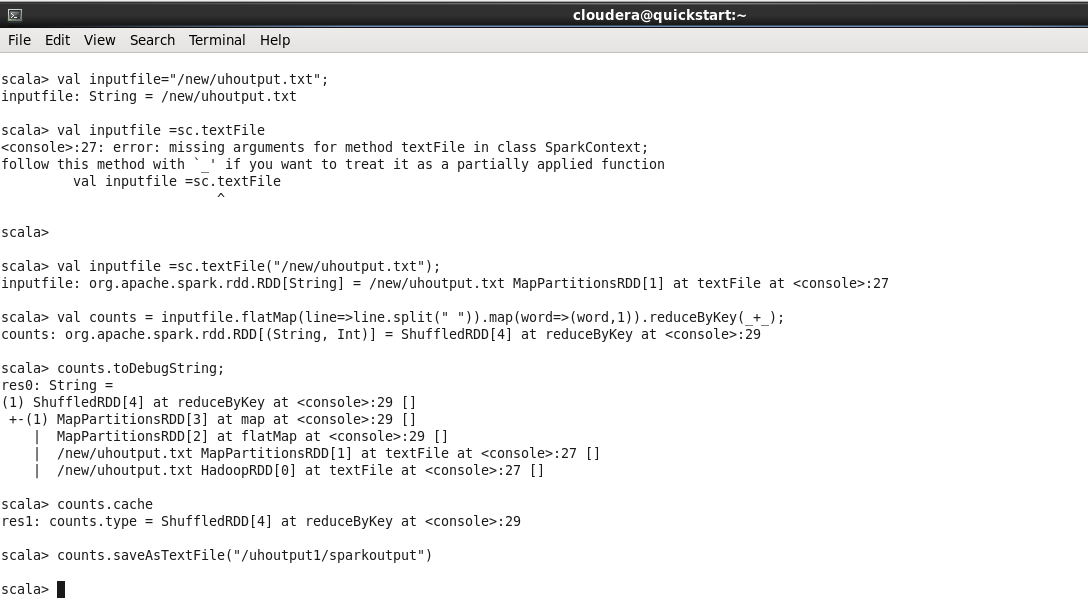 cloudera@quickstart:~
File Edit View Search Terminal Help
scala> val inputfile="/new/uhoutput.txt";
inputfile: String = /new/uhoutput.txt
scala> val inputfile =sc.textFile
<console>:27: error: missing arguments for method textFile in class SparkContext;
follow this method with `_' if you want to treat it as a partially applied function
         val inputfile =sc.textFile
                           ^
scala>
scala> val inputfile =sc.textFile("/new/uhoutput.txt");
inputfile: org.apache.spark.rdd.RDD[String] = /new/uhoutput.txt MapPartitionsRDD[1] at textFile at <console>:27
scala> val counts = inputfile.flatMap(line=>line.split(" ")).map(word=>(word,1)).reduceByKey(_+_);
counts: org.apache.spark.rdd.RDD[(String, Int)] = ShuffledRDD[4] at reduceByKey at <console>:29
scala> counts.toDebugString;
res0: String =
(1) ShuffledRDD[4] at reduceByKey at <console>:29 []
 +-(1) MapPartitionsRDD[3] at map at <console>:29 []
    |  MapPartitionsRDD[2] at flatMap at <console>:29 []
    |  /new/uhoutput.txt MapPartitionsRDD[1] at textFile at <console>:27 []
    |  /new/uhoutput.txt HadoopRDD[0] at textFile at <console>:27 []
scala> counts.cache
res1: counts.type = ShuffledRDD[4] at reduceByKey at <console>:29
scala> counts.saveAsTextFile("/uhoutput1/sparkoutput")
scala>